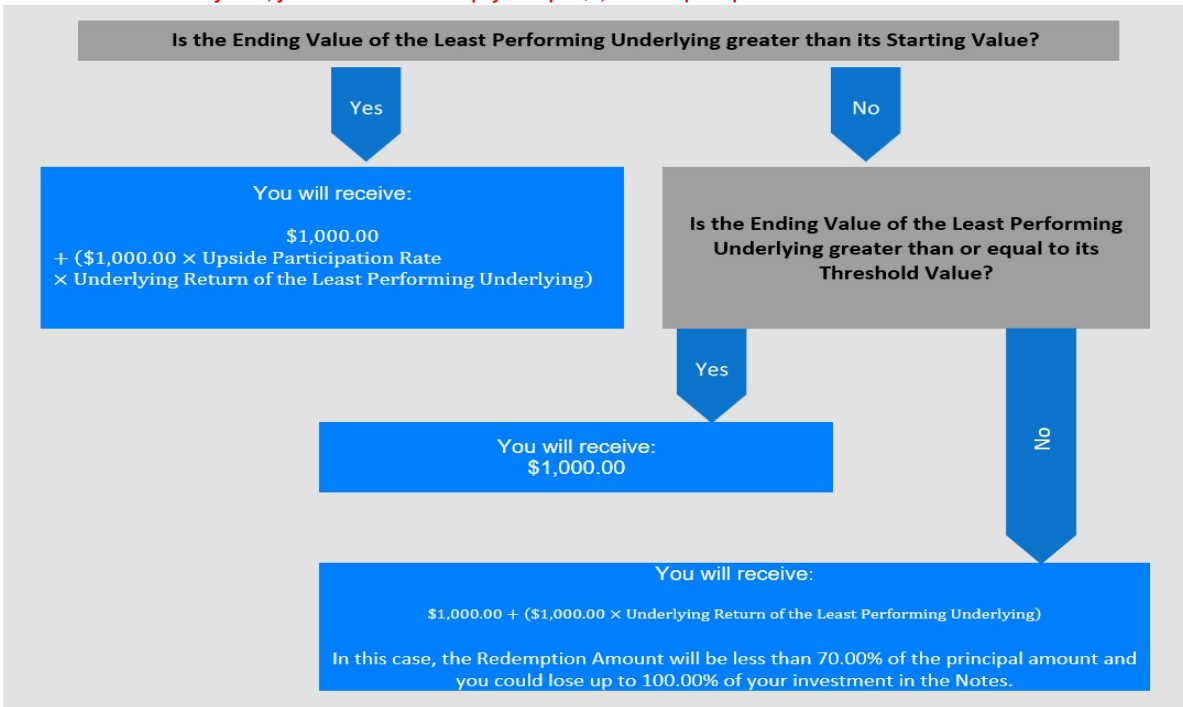 Is the Ending Value of the Least Performing Underlying greater than its Starting Value?
Yes
No
You will receive:
$1,000.00
+ ($1,000.00 × Upside Participation Rate
× Underlying Return of the Least Performing Underlying)
Is the Ending Value of the Least Performing
Underlying greater than or equal to its
Threshold Value?
Yes
No
You will receive:
$1,000.00
You will receive:
$1,000.00 + ($1,000.00 × Underlying Return of the Least Performing Underlying)
In this case, the Redemption Amount will be less than 70.00% of the principal amount and
you could lose up to 100.00% of your investment in the Notes.